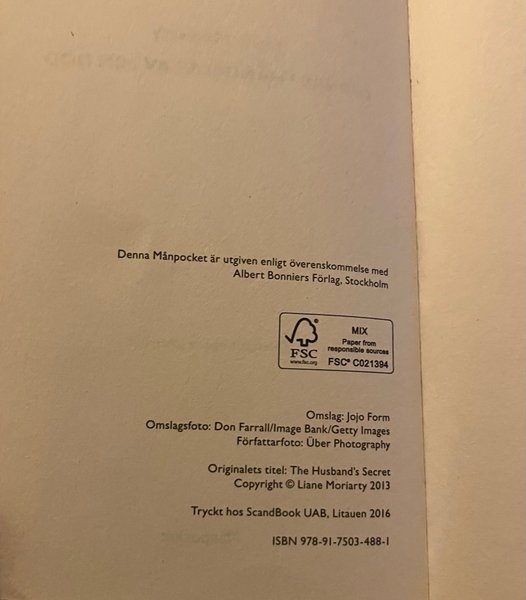 Denna Månpocket är utgiven enligt överenskommelse med
Albert Bonniers Förlag, Stockholm
FSC
www.fsc.org
MIX
Paper from
responsible sources
FSC® C021394
Omslag: Jojo Form
Omslagsfoto: Don Farrall/Image Bank/Getty Images
Författarfoto: Über Photography
Originalets titel: The Husband's Secret
Copyright © Liane Moriarty 2013
Tryckt hos ScandBook UAB, Litauen 2016
ISBN 978-91-7503-488-1